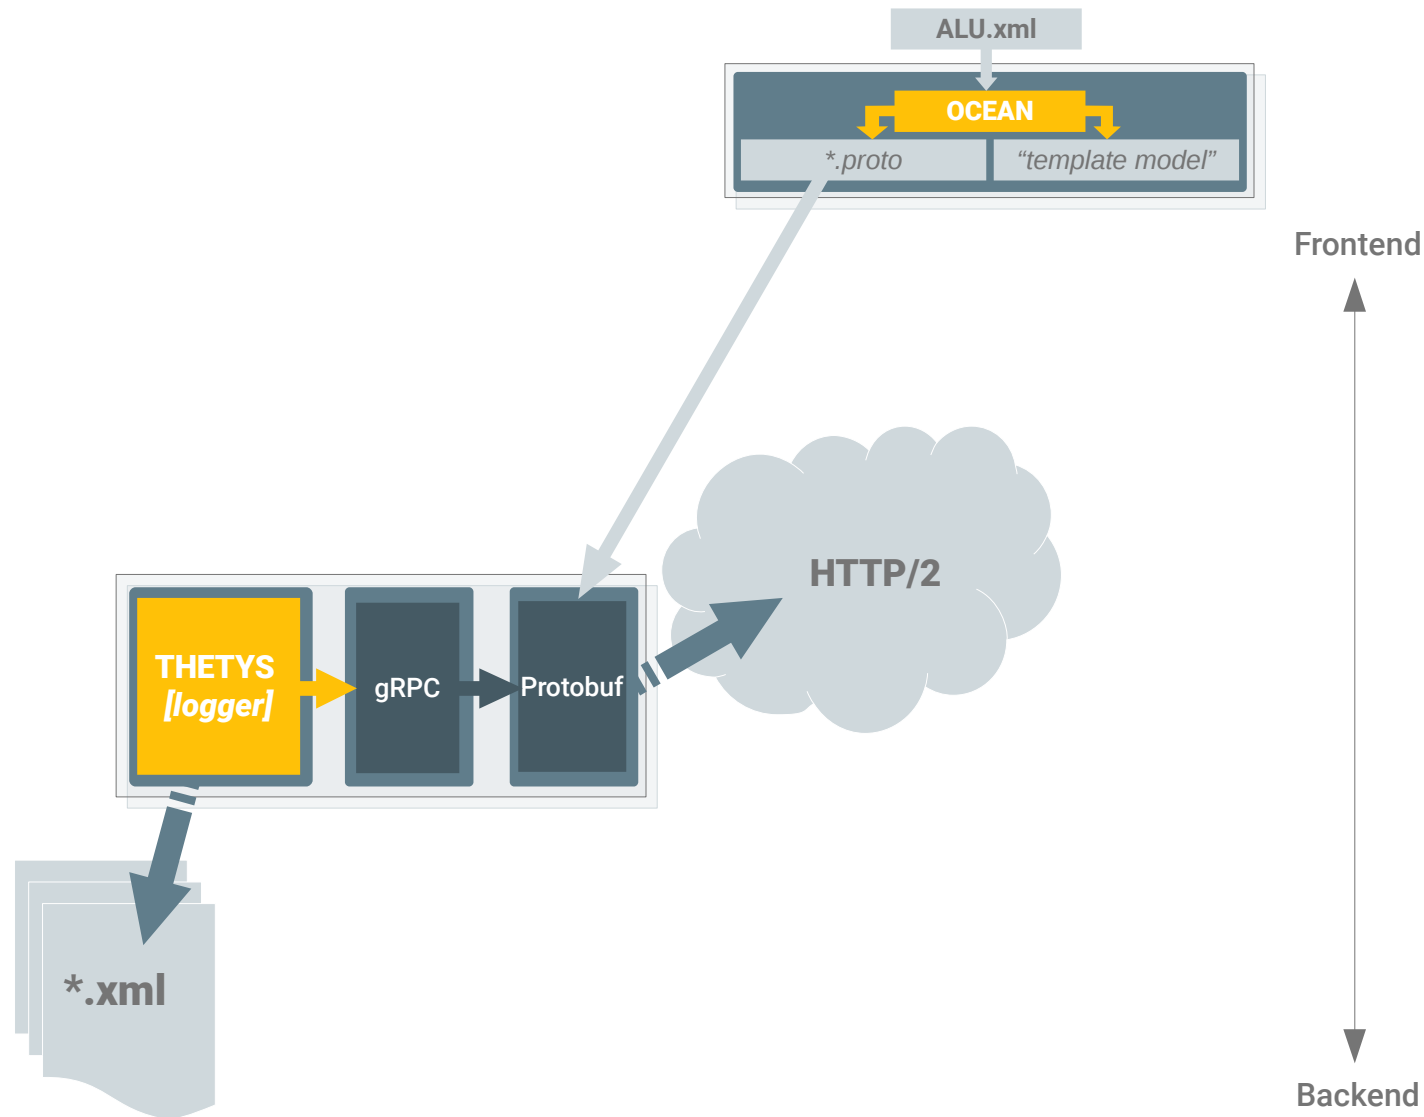 ALU.xml
OCEAN
*.proto
“template model”
Frontend
HTTP/2
THETYS
[logger]
gRPC
Protobuf
*.xml
Backend